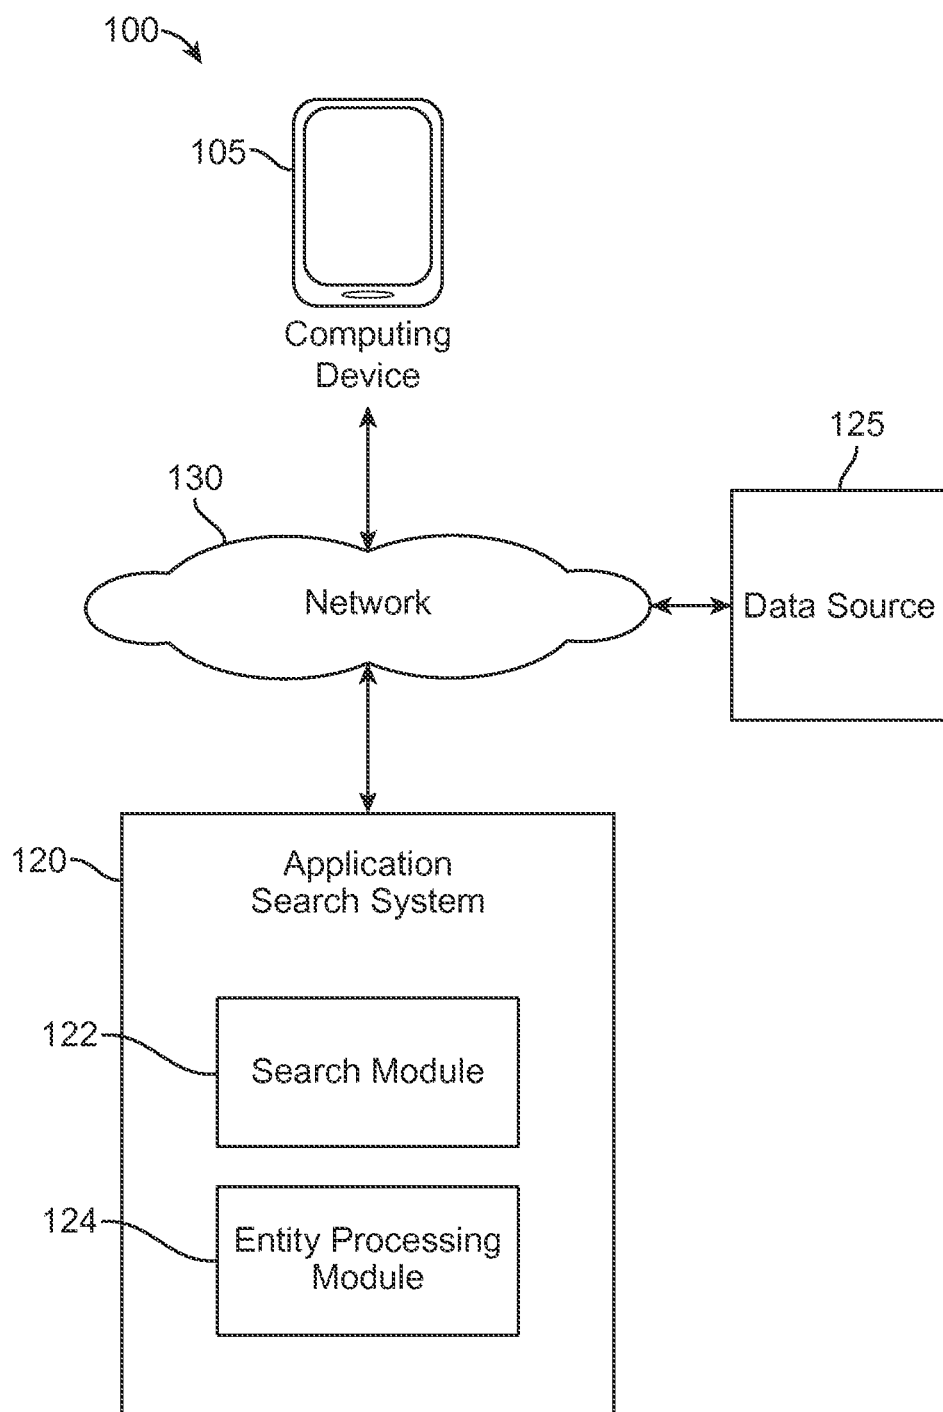 100
105
Computing
Device
125
130
Network
Data Source
120
Application
Search System
122
Search Module
124
Entity Processing
Module